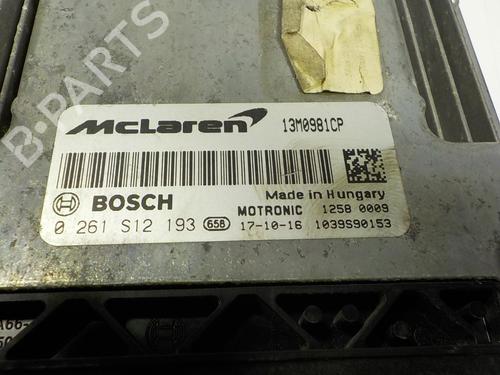 B-PARTS
McLaren 13M0981CP
BOSCH Made in Hungary
MOTRONIC 1258 0009
0 261 S12 193 658 17-10-16 1039S90153
A66-